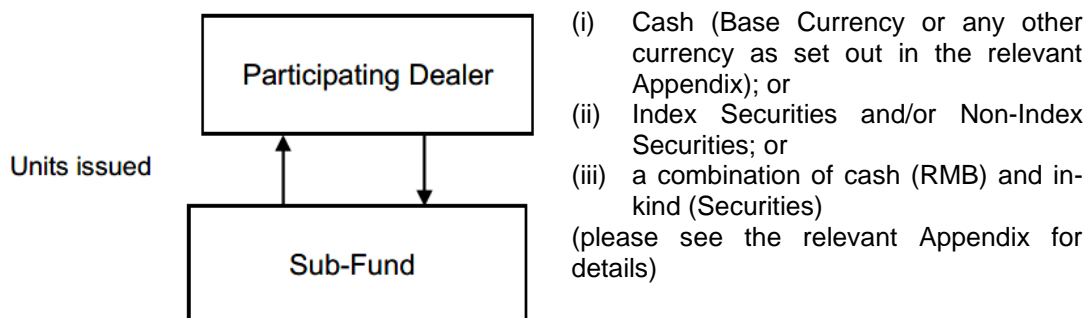 Participating Dealer
Units issued
Sub-Fund
(i) Cash (Base Currency or any other
currency as set out in the relevant
Appendix); or
(ii) Index Securities and/or Non-Index
Securities; or
(iii) a combination of cash (RMB) and in-
kind (Securities)
(please see the relevant Appendix for
details)